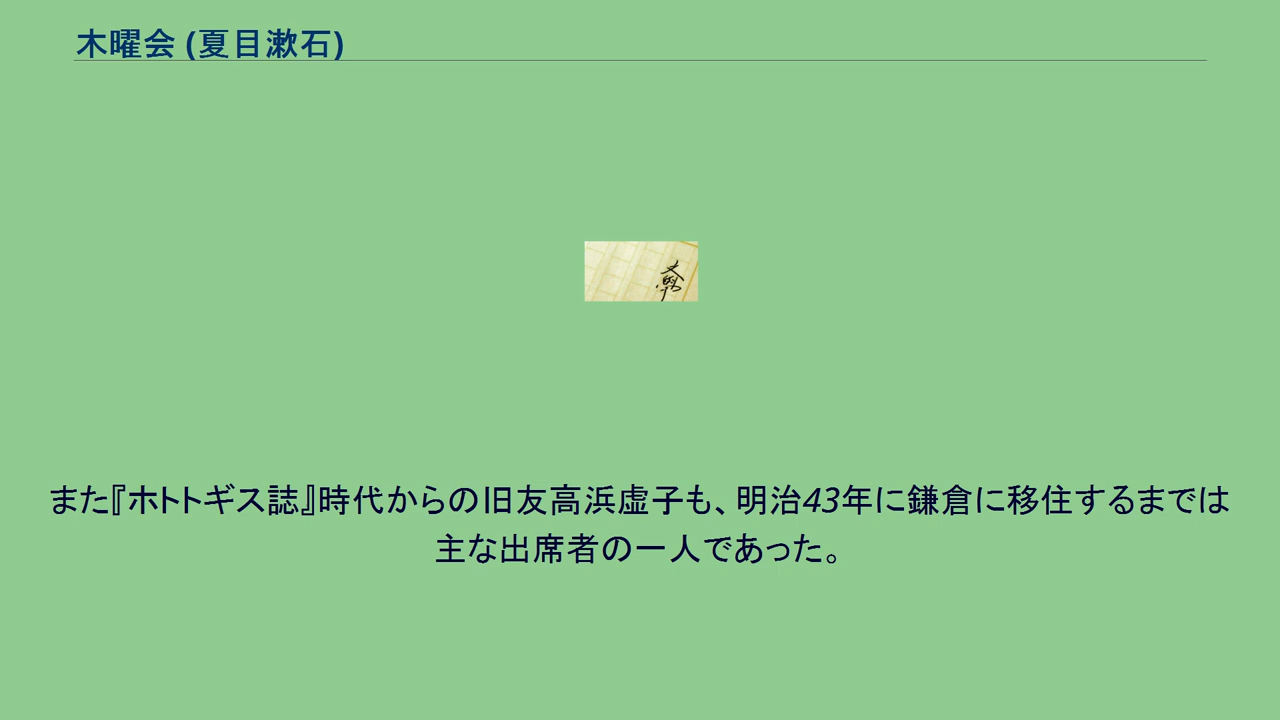 木曜会 (夏目漱石)
また『ホトトギス誌』時代からの旧友高浜虚子も、明治43年に鎌倉に移住するまでは
主な出席者の一人であった。